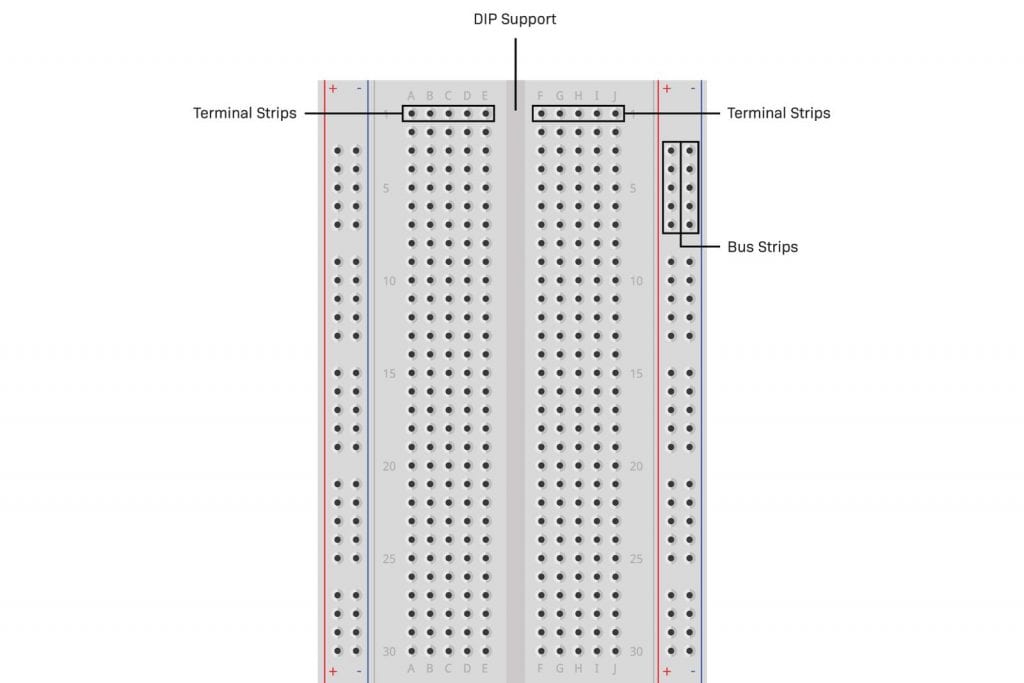 DIP Support
+ - A B C D E F G H I J + -
Terminal Strips 1 1 Terminal Strips
5 5
Bus Strips
10 10
15 15
20 20
25 25
30 30
+ - A B C D E F G H I J + -